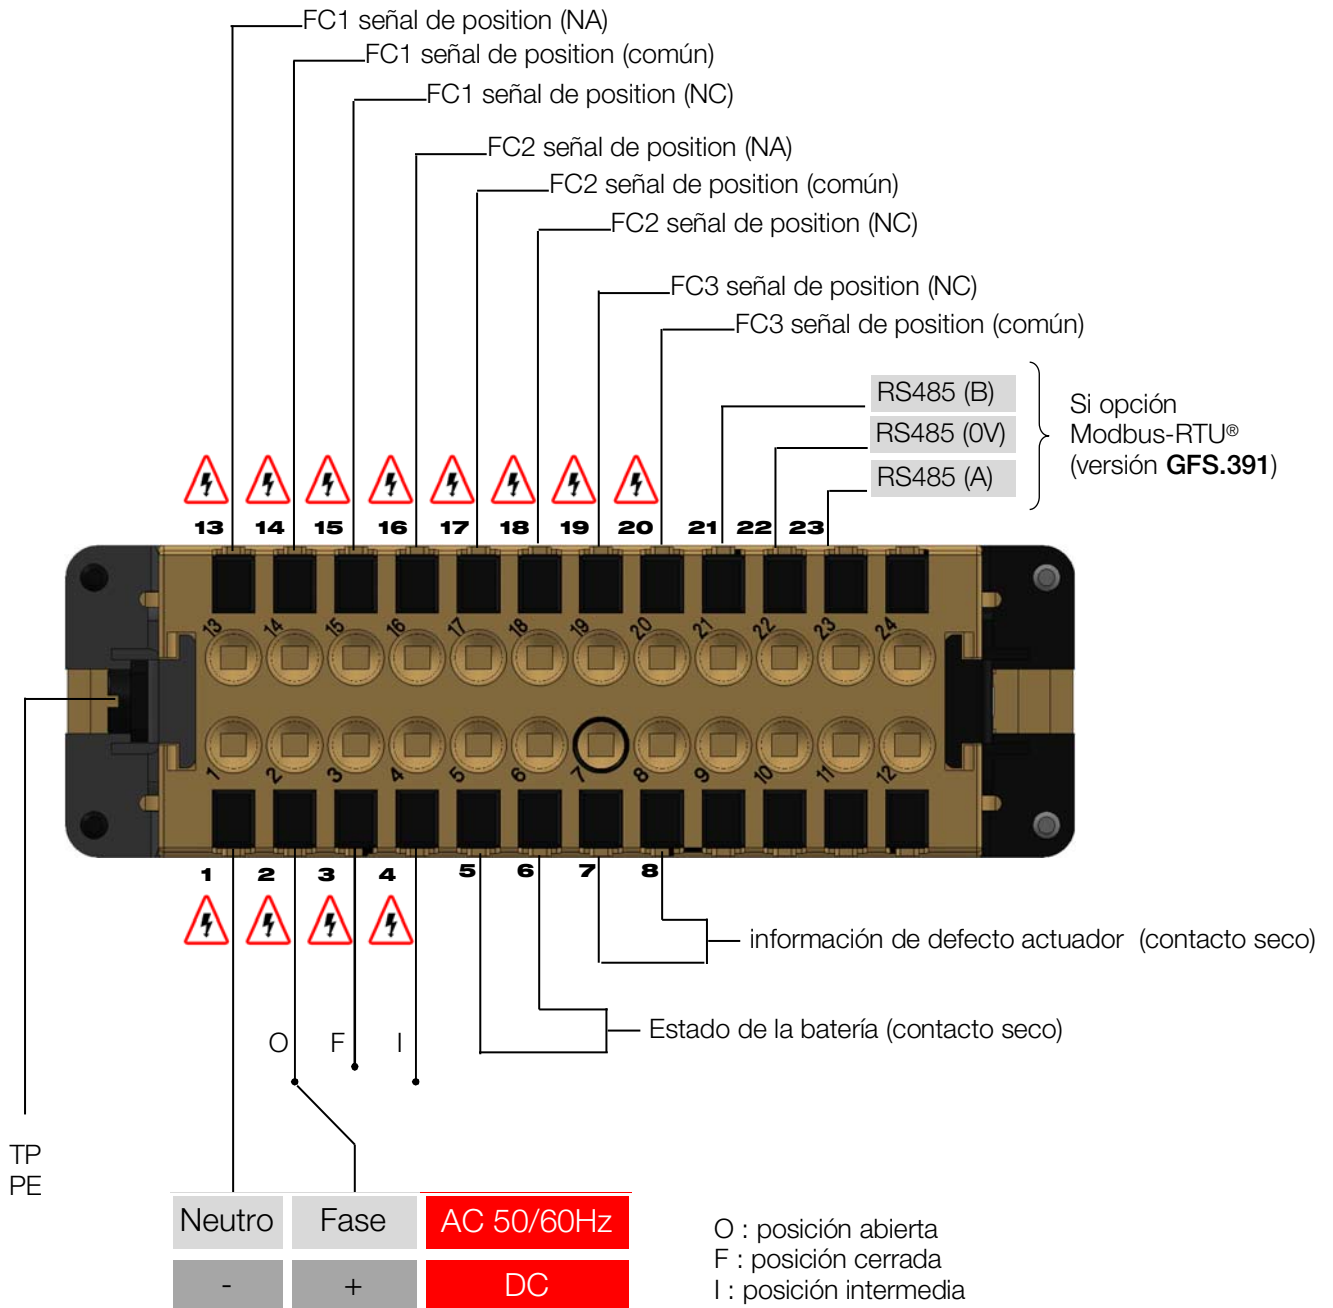 FC1 señal de position (NA)
FC1 señal de position (común)
FC1 señal de position (NC)
FC2 señal de position (NA)
FC2 señal de position (común)
FC2 señal de position (NC)
FC3 señal de position (NC)
FC3 señal de position (común)
RS485 (B)
RS485 (0V)
RS485 (A)
Si opción
Modbus-RTU®
(versión GFS.391)
13 14 15 16 17 18 19 20 21 22 23
13 14 15 16 17 18 19 20 21 22 23 24
1 2 3 4 5 6 7 8 9 10 11 12
1 2 3 4 5 6 7 8
información de defecto actuador (contacto seco)
Estado de la batería (contacto seco)
O F I
TP
PE
Neutro Fase AC 50/60Hz
- + DC
O : posición abierta
F : posición cerrada
I : posición intermedia